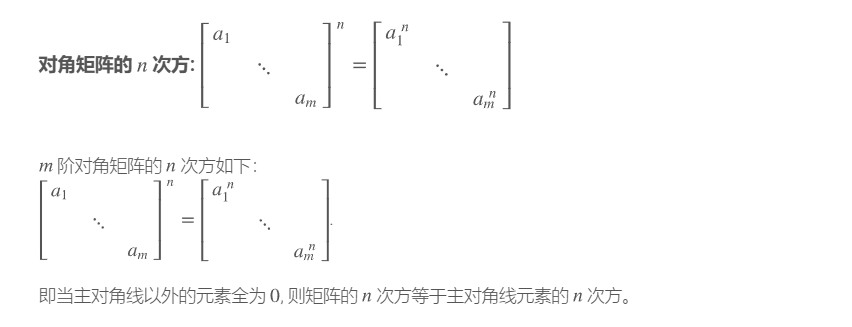 对角矩阵的 n 次方: \begin{bmatrix} a_1 & & \\ & \ddots & \\ & & a_m \end{bmatrix}^n = \begin{bmatrix} a_1^n & & \\ & \ddots & \\ & & a_m^n \end{bmatrix}
m 阶对角矩阵的 n 次方如下:
\begin{bmatrix} a_1 & & \\ & \ddots & \\ & & a_m \end{bmatrix}^n = \begin{bmatrix} a_1^n & & \\ & \ddots & \\ & & a_m^n \end{bmatrix}.
即当主对角线以外的元素全为 0, 则矩阵的 n 次方等于主对角线元素的 n 次方。